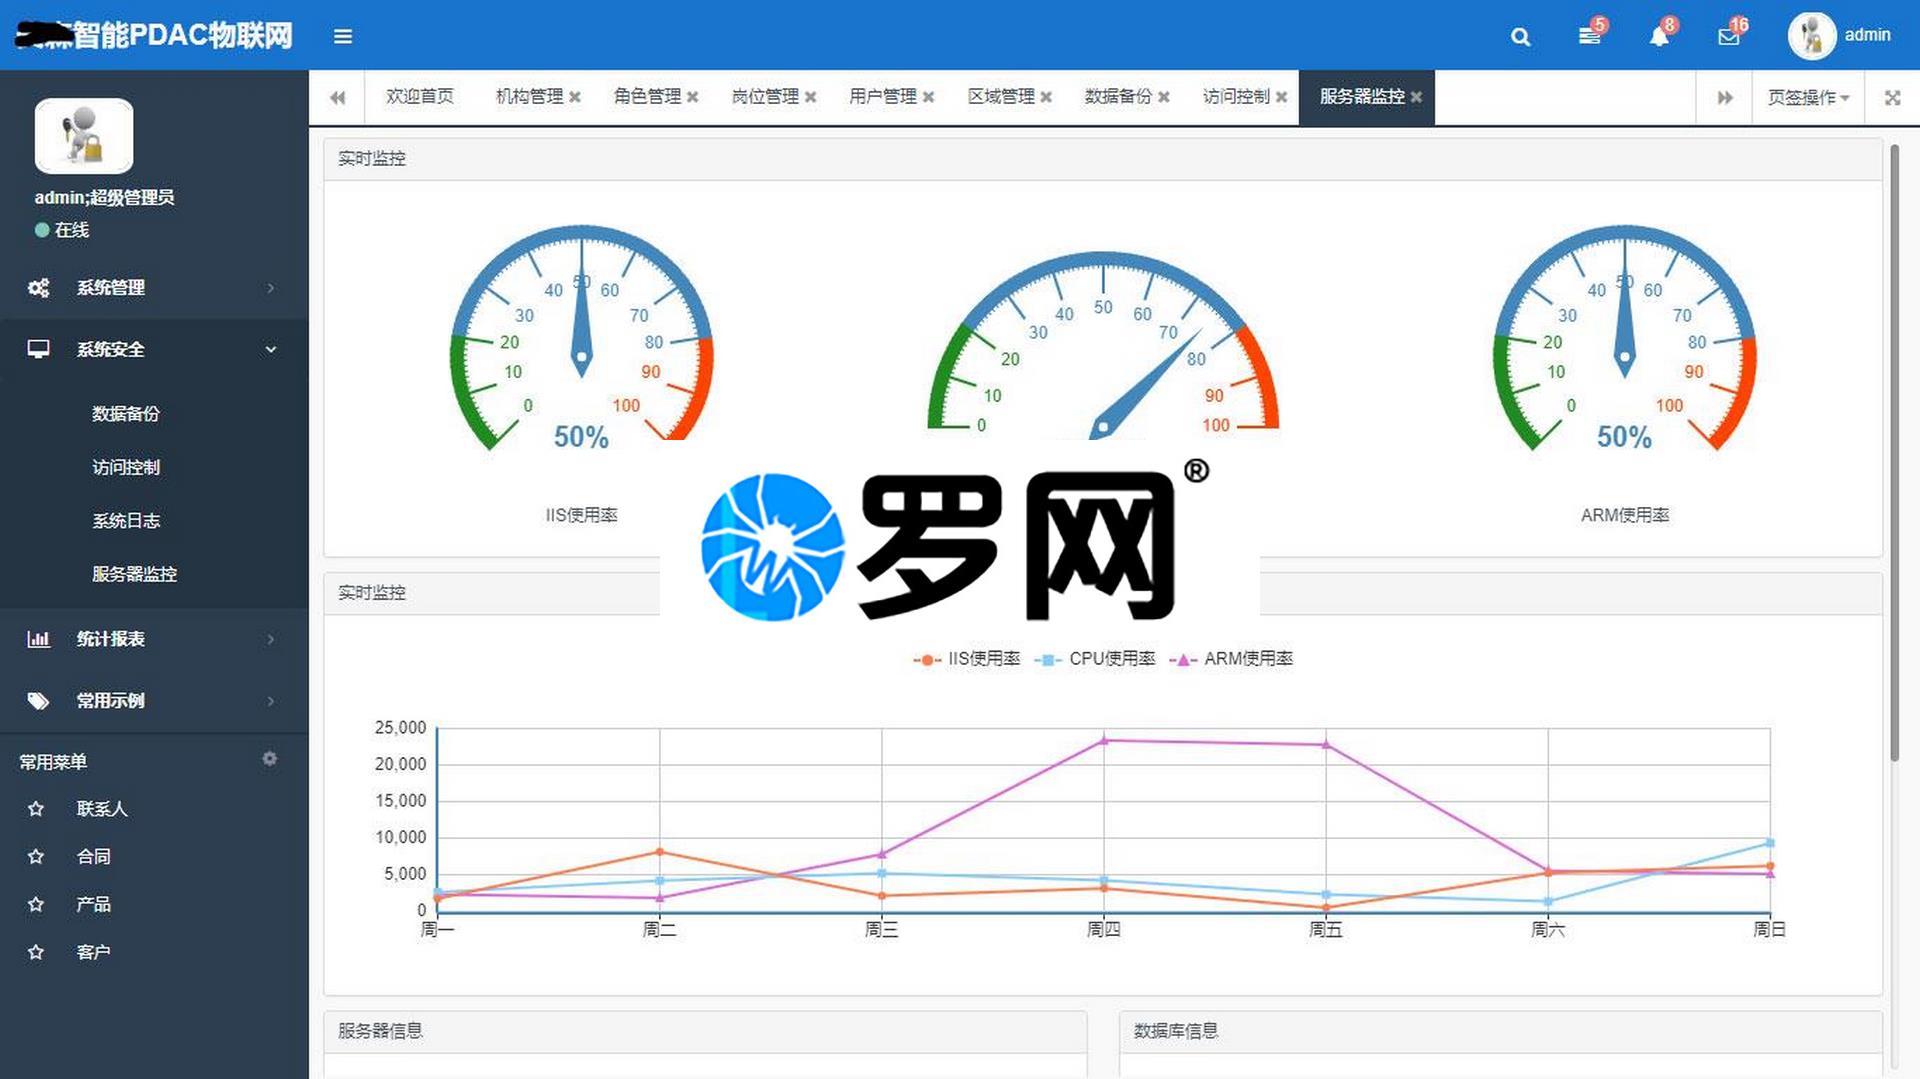 智能PDAC物联网
5
8
16
admin
欢迎首页
机构管理
角色管理
岗位管理
用户管理
区域管理
数据备份
访问控制
服务器监控
页签操作
admin;超级管理员
在线
系统管理
系统安全
数据备份
访问控制
系统日志
服务器监控
统计报表
常用示例
常用菜单
联系人
合同
产品
客户
实时监控
0 10 20 30 40 50 60 70 80 90 100
50%
IIS使用率
0 10 20 30 40 50 60 70 80 90 100
0 10 20 30 40 50 60 70 80 90 100
50%
ARM使用率
罗网®
实时监控
IIS使用率 CPU使用率 ARM使用率
25,000
20,000
15,000
10,000
5,000
0
周一 周二 周三 周四 周五 周六 周日
服务器信息
数据库信息